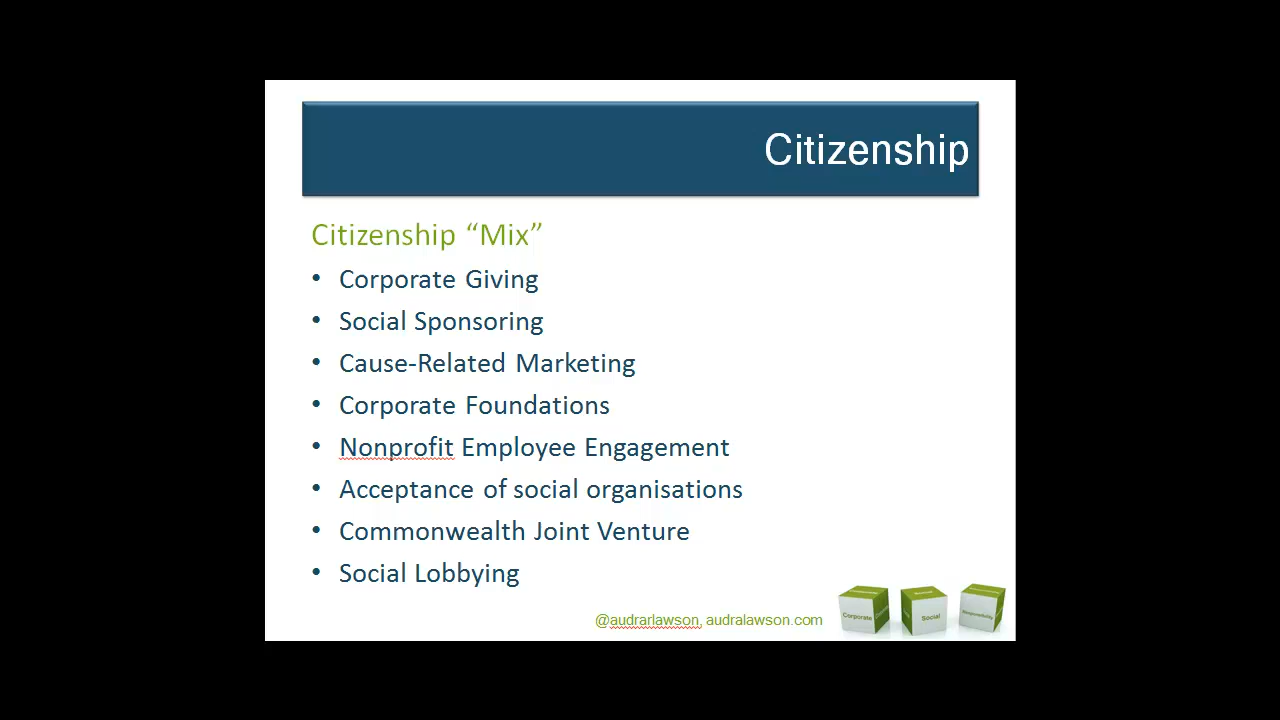 Citizenship
Citizenship “Mix”
• Corporate Giving
• Social Sponsoring
• Cause-Related Marketing
• Corporate Foundations
• Nonprofit Employee Engagement
• Acceptance of social organisations
• Commonwealth Joint Venture
• Social Lobbying
@audrarlawson, audralawson.com
Corporate
Social
Responsibility